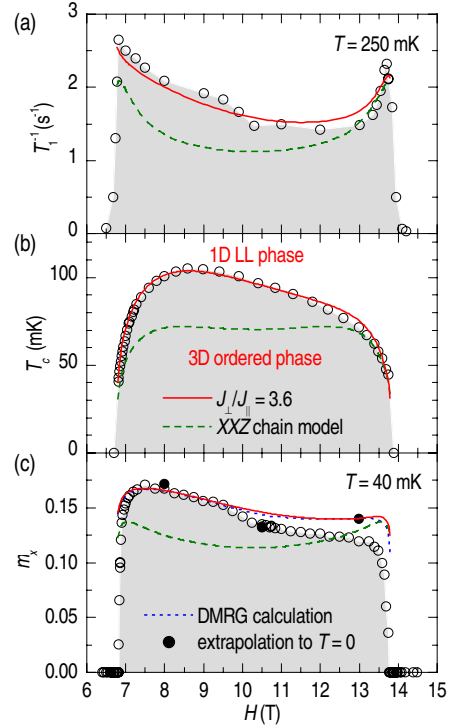 (a)
T = 250 mK
T₁⁻¹ (s⁻¹)
3
2
1
0
(b)
1D LL phase
T_c (mK)
100
50
0
3D ordered phase
J⊥/J∥ = 3.6
XXZ chain model
(c)
T = 40 mK
m_x
0.15
0.10
0.05
0.00
DMRG calculation
extrapolation to T = 0
6 7 8 9 10 11 12 13 14 15
H (T)